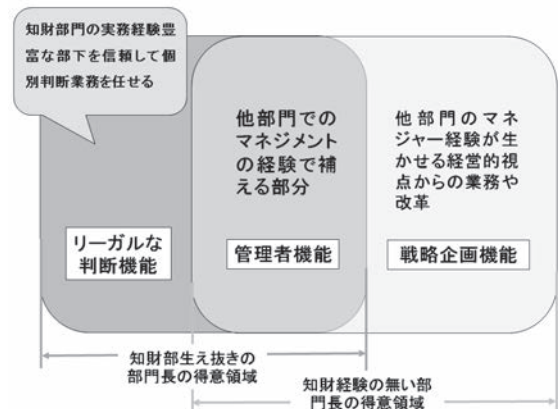 知財部門の実務経験豊
富な部下を信頼して個
別判断業務を任せる
他部門での
マネジメント
の経験で補
える部分
他部門のマネ
ジャー経験が生
かせる経営的視
点からの業務や
改革
リーガルな
判断機能
管理者機能
戦略企画機能
知財部生え抜きの
部門長の得意領域
知財経験の無い部
門長の得意領域